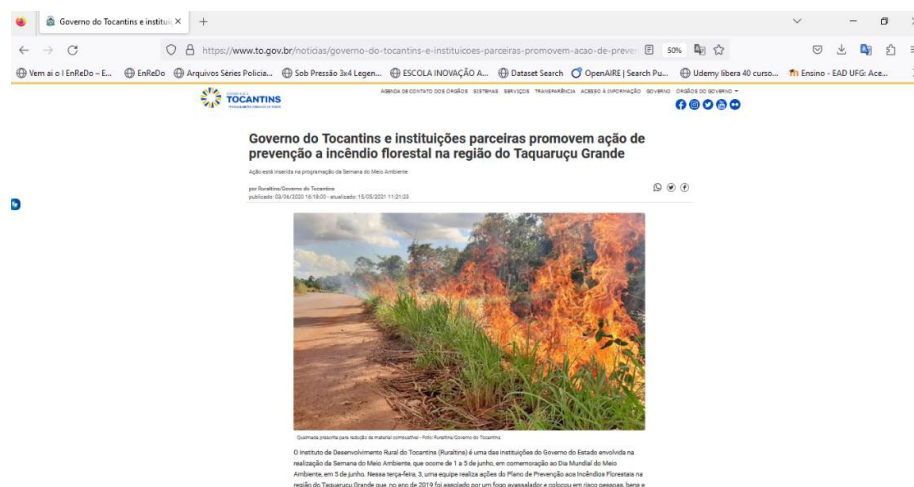 Governo do Tocantins e instituiç
https://www.to.gov.br/noticias/governo-do-tocantins-e-instituicoes-parceiras-promovem-acao-de-preve
50%
Vem ai o I EnReDo – E... EnReDo Arquivos Séries Policia... Sob Pressão 3x4 Legen... ESCOLA INOVAÇÃO A... Dataset Search OpenAIRE | Search Pu... Udemy libera 40 curso... Ensino - EAD UFG: Ace...
TOCANTINS
AGENDA DE CONTATO DOS ÓRGÃOS SISTEMAS SERVIÇOS TRANSPARÊNCIA ACESSO À INFORMAÇÃO GOVERNO ÓRGÃOS DO GOVERNO
Governo do Tocantins e instituições parceiras promovem ação de
prevenção a incêndio florestal na região do Taquaruçu Grande
Ação está inserida na programação da Semana do Meio Ambiente
por Ruraltins/Governo do Tocantins
publicado: 03/06/2020 16:18:00 - atualizado: 15/05/2021 11:21:23
Queimada prescrita para redução de material combustível - Foto: Ruraltins/Governo do Tocantins
O Instituto de Desenvolvimento Rural do Tocantins (Ruraltins) é uma das instituições do Governo do Estado envolvida na
realização da Semana do Meio Ambiente, que ocorre de 1 a 5 de junho, em comemoração ao Dia Mundial do Meio
Ambiente, em 5 de junho. Nessa terça-feira, 3, uma equipe realiza ações do Plano de Prevenção aos Incêndios Florestais na
região do Taquaruçu Grande que, no ano de 2019 foi assolado por um fogo avassalador e colocou em risco pessoas, bens e